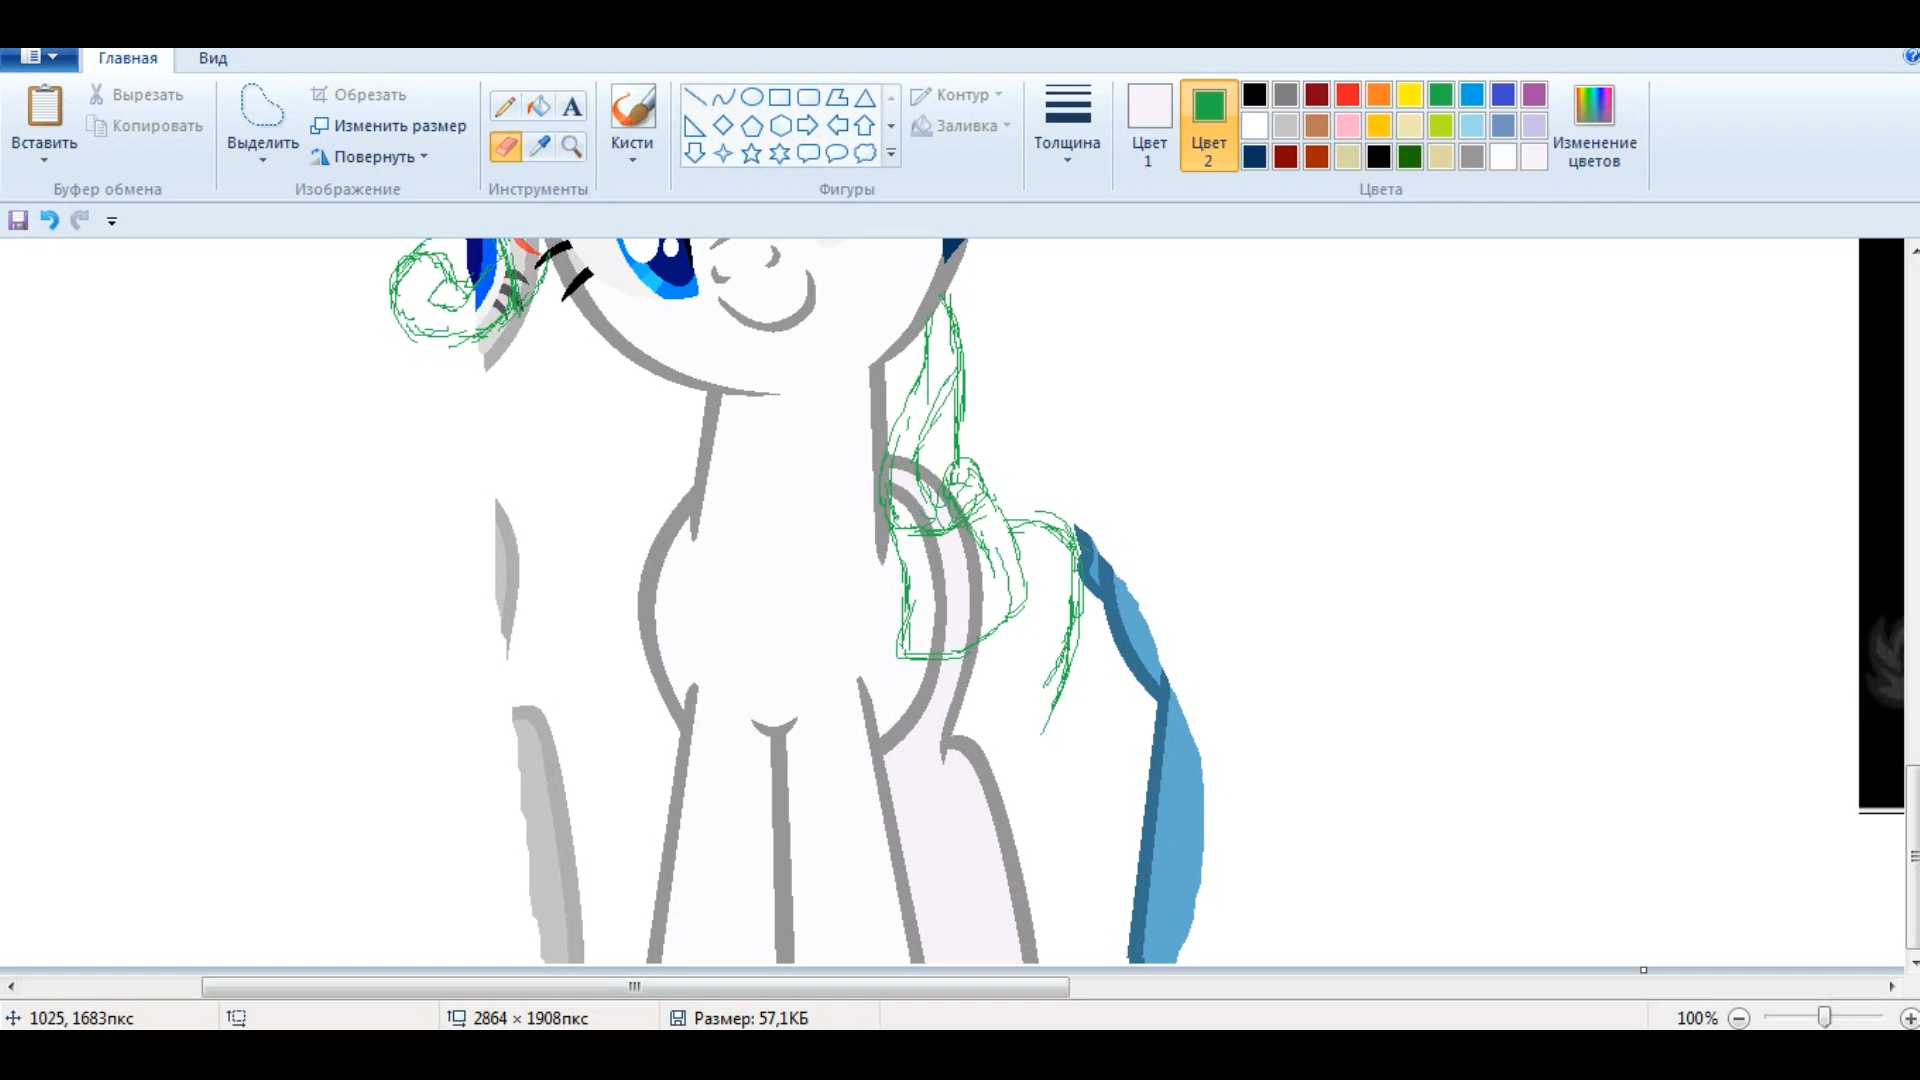 Главная Вид
Вставить
Вырезать
Копировать
Буфер обмена
Выделить
Обрезать
Изменить размер
Повернуть
Изображение
A
Инструменты
Кисти
Фигуры
Контур
Заливка
Толщина
Цвет
1
Цвет
2
Изменение
цветов
Цвета
1025, 1683пкс
2864 × 1908пкс
Размер: 57,1КБ
100%